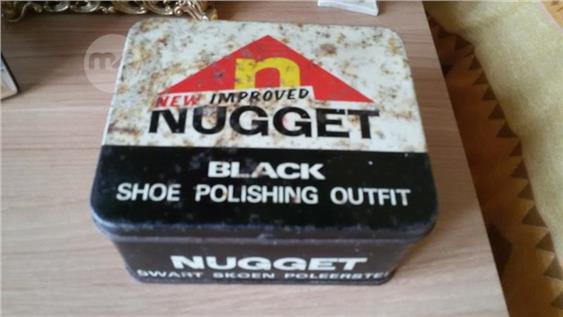 n
NEW IMPROVED
NUGGET
BLACK
SHOE POLISHING OUTFIT
NUGGET
SWART SKOEN POLEERSTEL